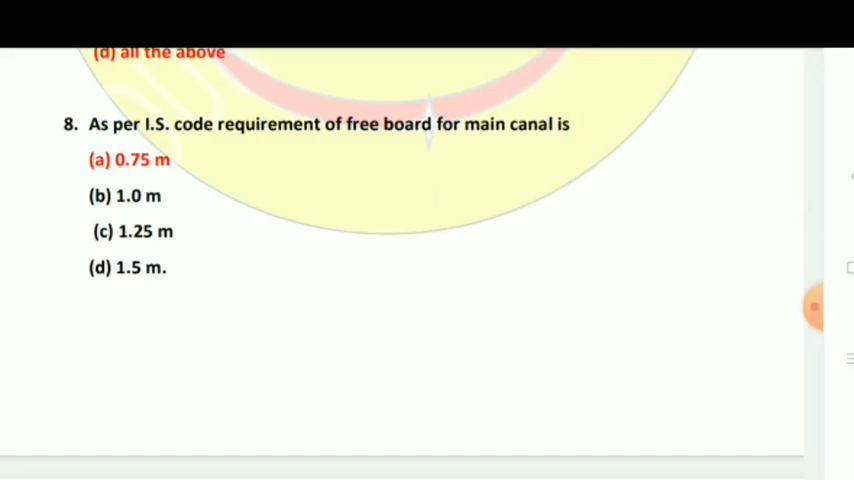 (d) all the above
8. As per I.S. code requirement of free board for main canal is
(a) 0.75 m
(b) 1.0 m
(c) 1.25 m
(d) 1.5 m.